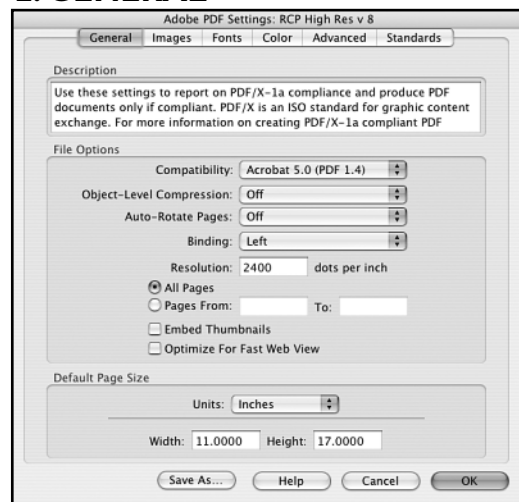 Adobe PDF Settings: RCP High Res v 8
General Images Fonts Color Advanced Standards
Description
Use these settings to report on PDF/X-1a compliance and produce PDF
documents only if compliant. PDF/X is an ISO standard for graphic content
exchange. For more information on creating PDF/X-1a compliant PDF
File Options
Compatibility: Acrobat 5.0 (PDF 1.4)
Object-Level Compression: Off
Auto-Rotate Pages: Off
Binding: Left
Resolution: 2400 dots per inch
All Pages
Pages From: To:
Embed Thumbnails
Optimize For Fast Web View
Default Page Size
Units: Inches
Width: 11.0000 Height: 17.0000
Save As... Help Cancel OK